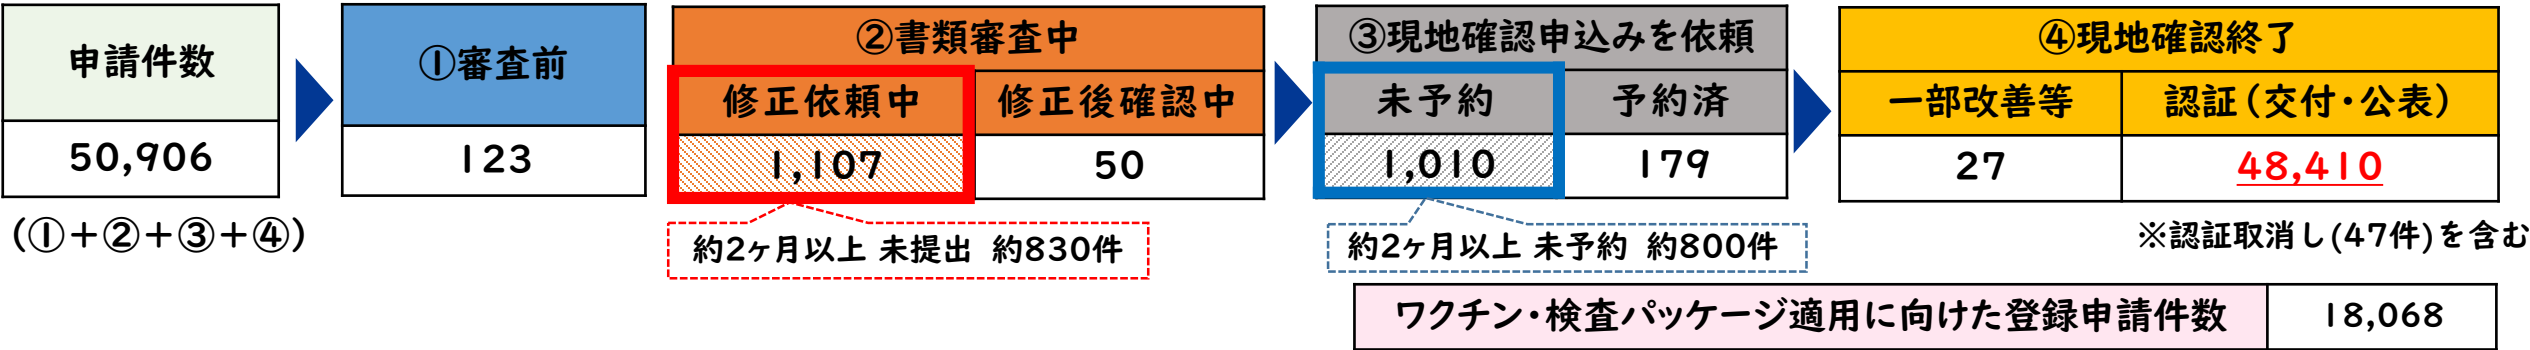 申請件数
50,906
(①+②+③+④)
①審査前
123
②書類審査中
修正依頼中 修正後確認中
1,107 50
約2ヶ月以上 未提出 約830件
③現地確認申込みを依頼
未予約 予約済
1,010 179
約2ヶ月以上 未予約 約800件
④現地確認終了
一部改善等 認証(交付・公表)
27 48,410
※認証取消し(47件)を含む
ワクチン・検査パッケージ適用に向けた登録申請件数 18,068